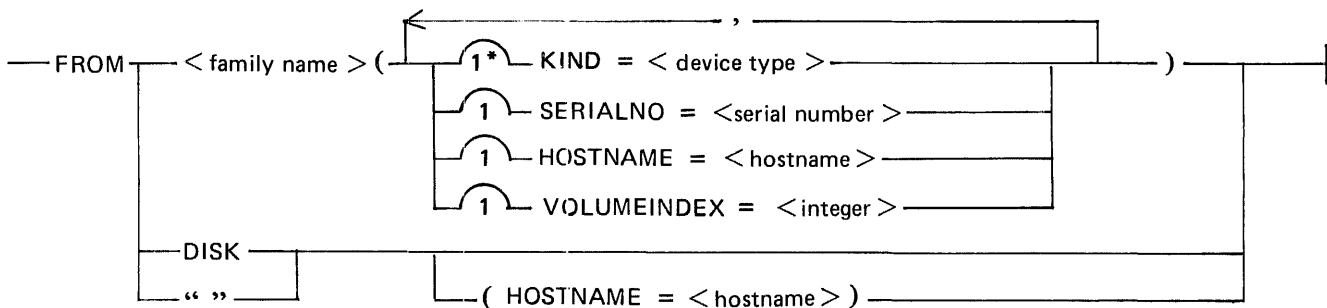 ,
FROM < family name > ( 1* KIND = < device type > )
1 SERIALNO = <serial number >
1 HOSTNAME = < hostname >
1 VOLUMEINDEX = <integer >
DISK
“ ” ( HOSTNAME = < hostname > )